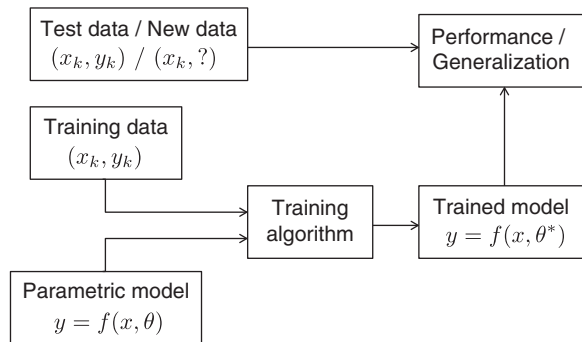 Test data / New data
(x_k, y_k) / (x_k, ?)
Performance /
Generalization
Training data
(x_k, y_k)
Training
algorithm
Trained model
y = f(x, θ*)
Parametric model
y = f(x, θ)